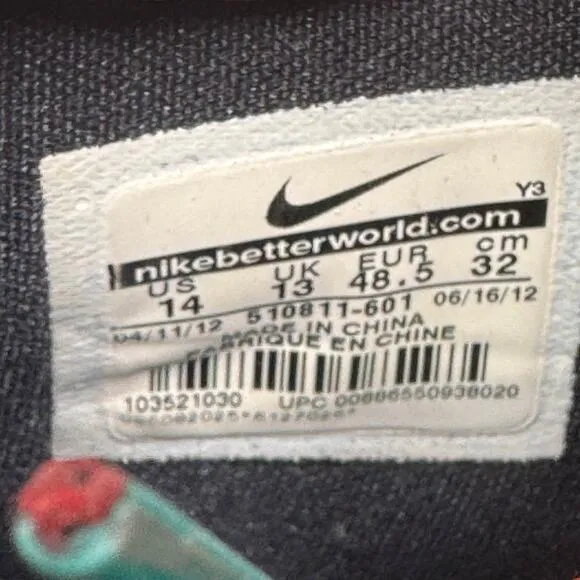 Y3
nikebetterworld.com
US UK EUR cm
14 13 48.5 32
510811-601
04/11/12 06/16/12
MADE IN CHINA
FABRIQUE EN CHINE
103521030 UPC 00886550938020